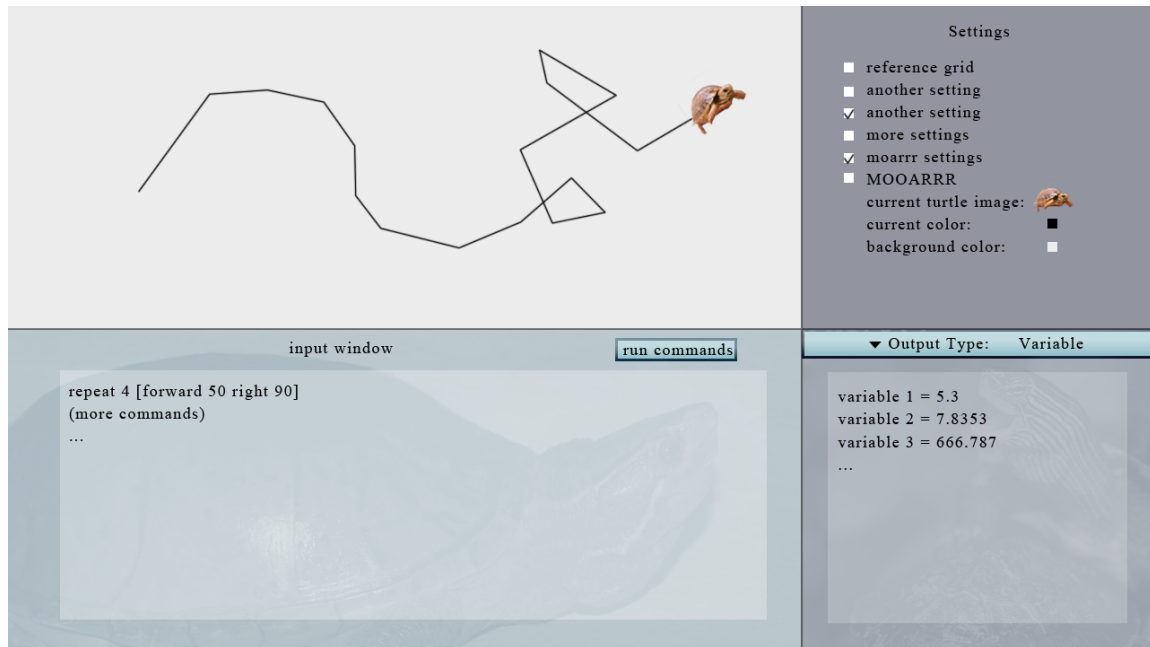 Settings
reference grid
another setting
another setting
more settings
moarrr settings
MOOARRR
current turtle image:
current color:
background color:
input window
run commands
repeat 4 [forward 50 right 90]
(more commands)
...
Output Type: Variable
variable 1 = 5.3
variable 2 = 7.8353
variable 3 = 666.787
...